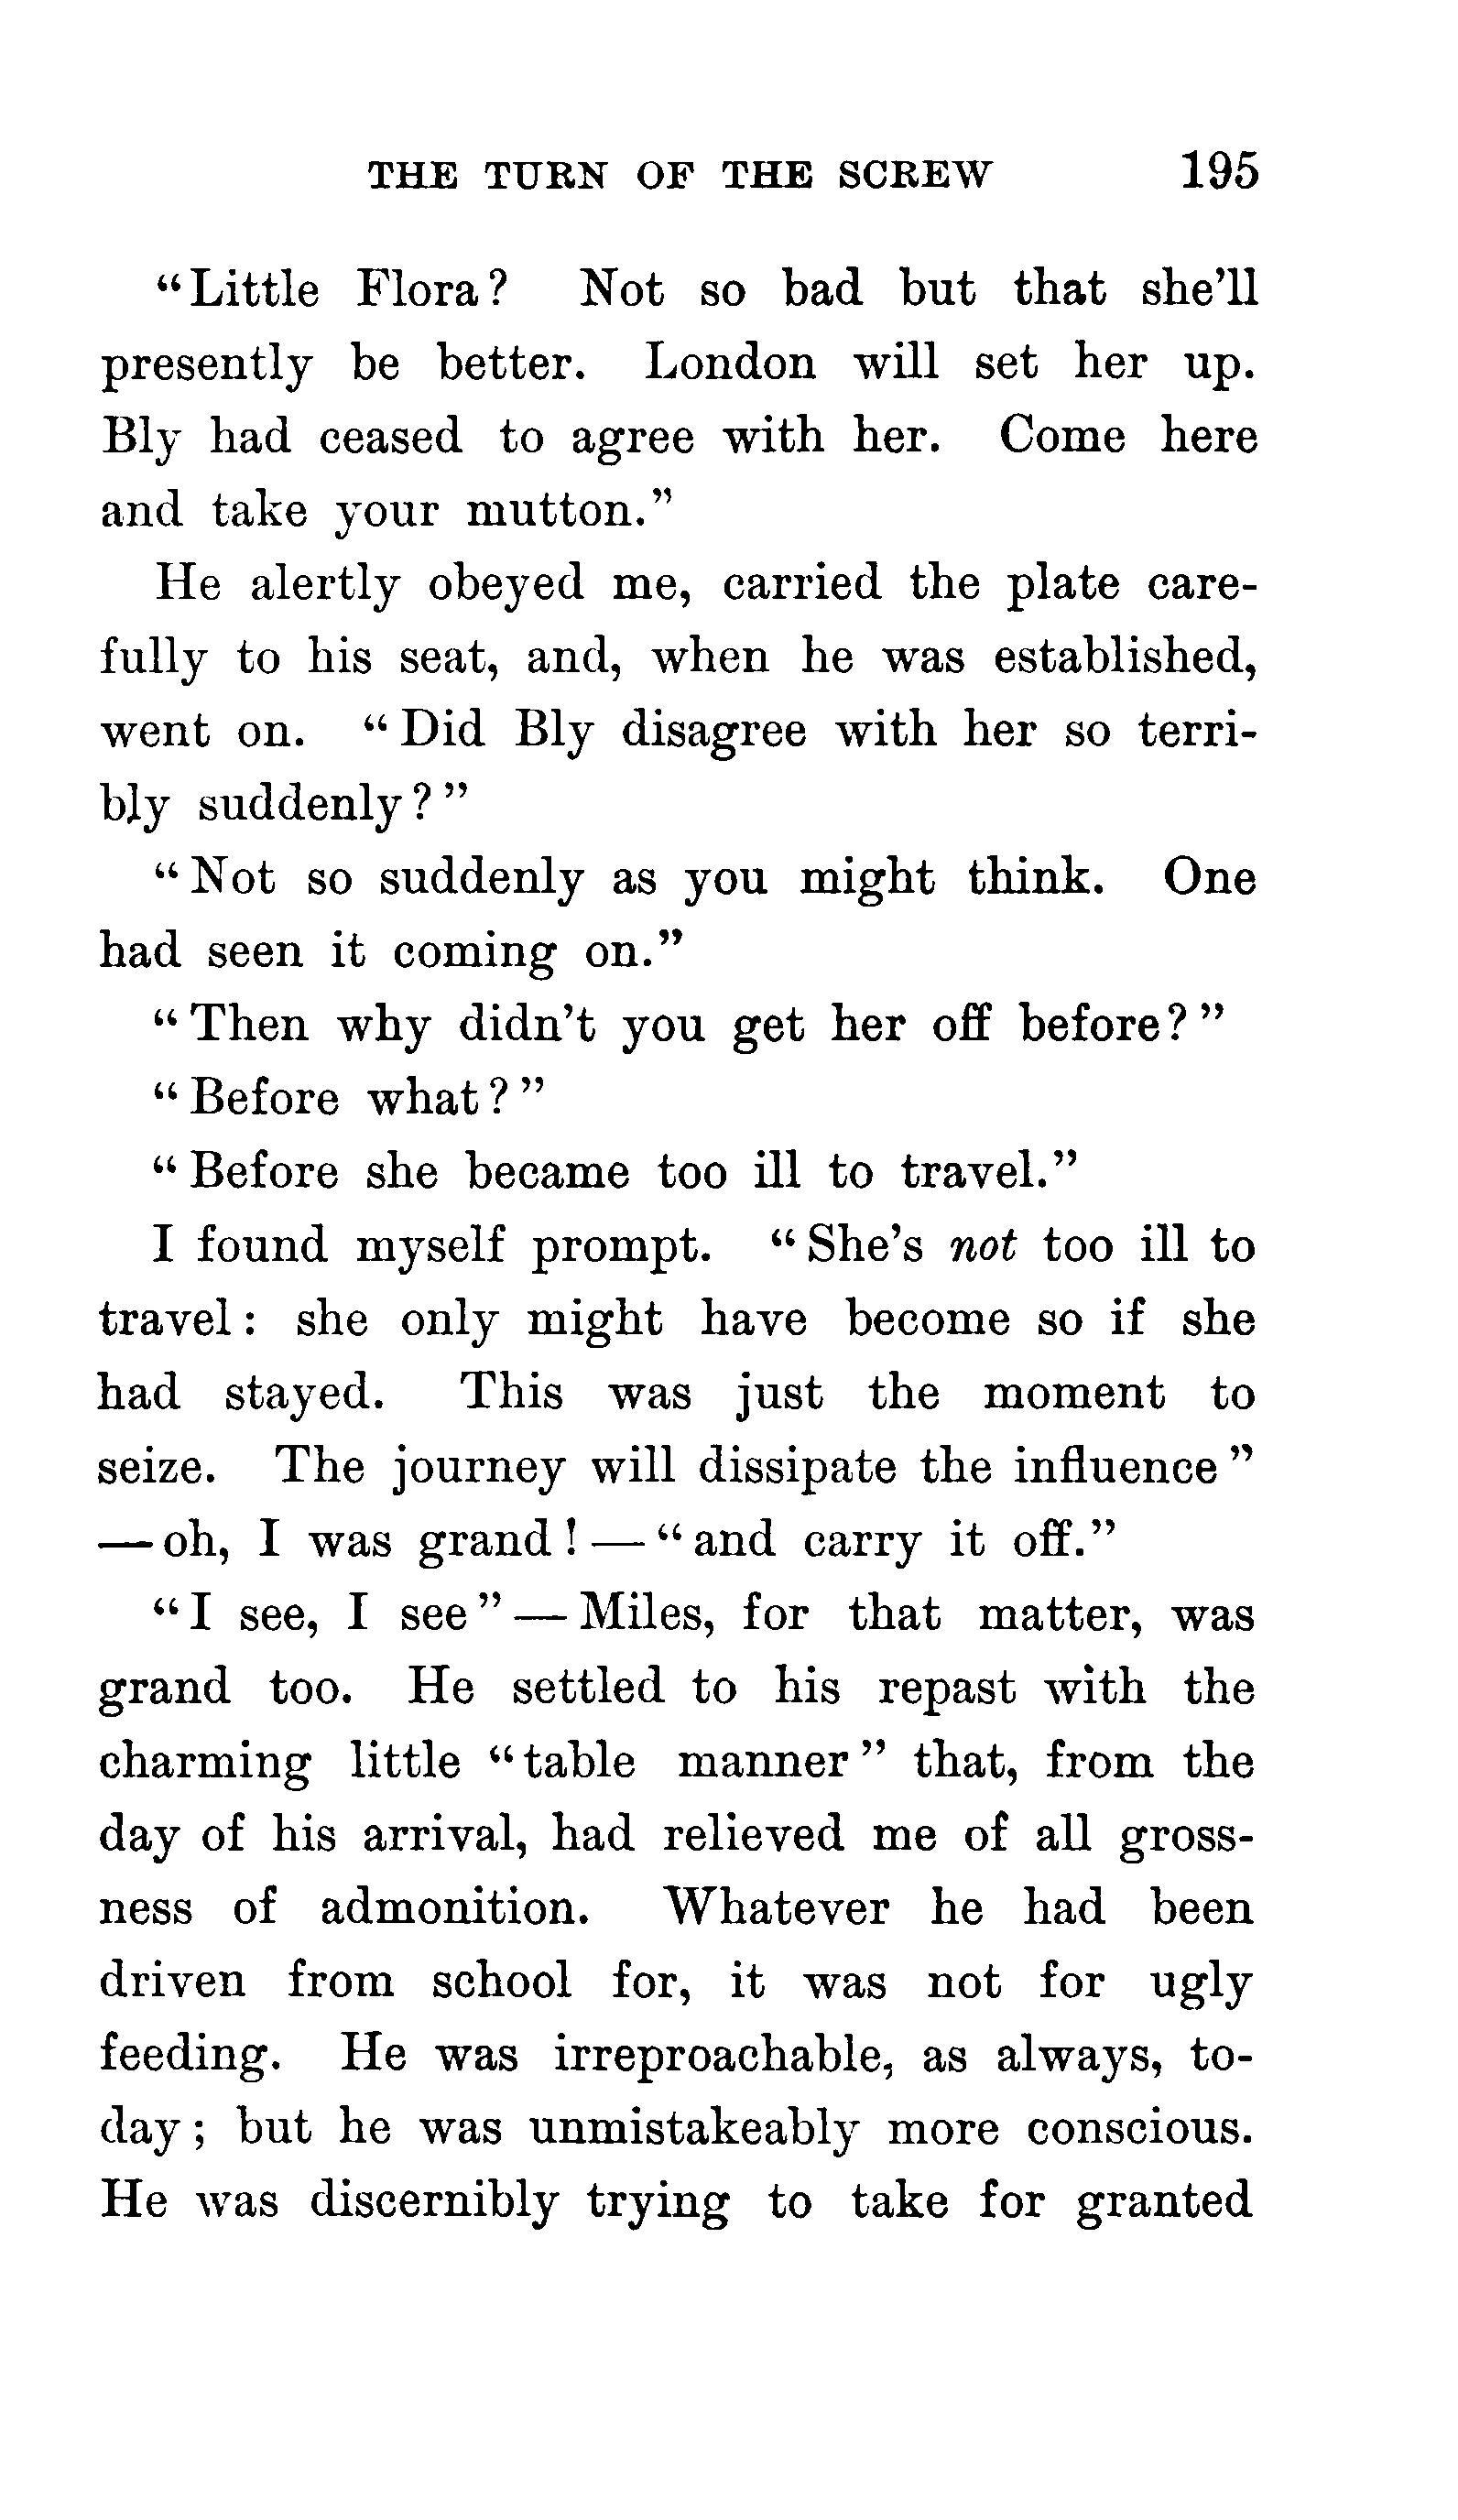 THE TURN OF THE SCREW 195
"Little Flora? Not so bad but that she'll
presently be better. London will set her up.
Bly had ceased to agree with her. Come here
and take your mutton."
He alertly obeyed me, carried the plate care-
fully to his seat, and, when he was established,
went on. "Did Bly disagree with her so terri-
bly suddenly?"
"Not so suddenly as you might think. One
had seen it coming on."
"Then why didn't you get her off before?"
"Before what?"
"Before she became too ill to travel."
I found myself prompt. "She's not too ill to
travel: she only might have become so if she
had stayed. This was just the moment to
seize. The journey will dissipate the influence"
—oh, I was grand!—"and carry it off."
"I see, I see"—Miles, for that matter, was
grand too. He settled to his repast with the
charming little "table manner" that, from the
day of his arrival, had relieved me of all gross-
ness of admonition. Whatever he had been
driven from school for, it was not for ugly
feeding. He was irreproachable, as always, to-
day; but he was unmistakeably more conscious.
He was discernibly trying to take for granted